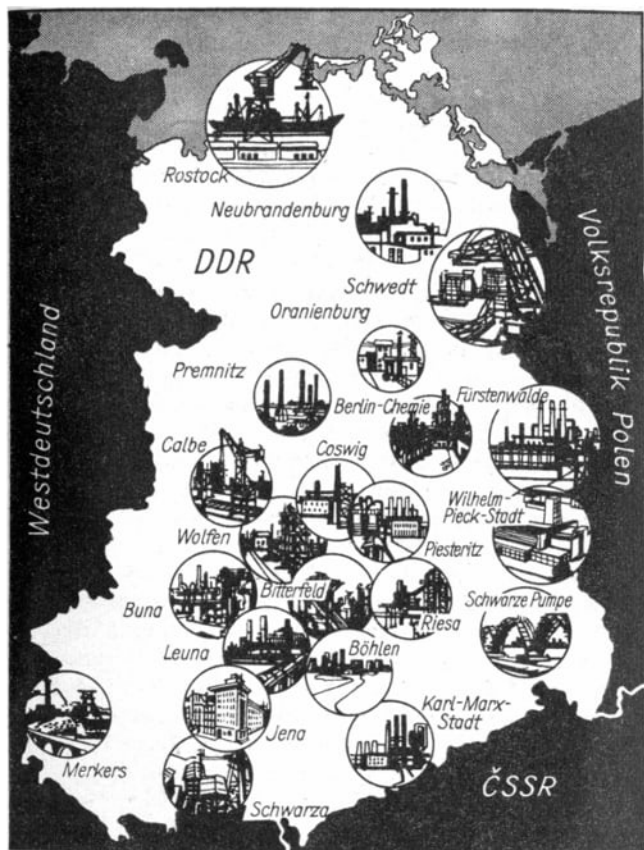 Rostock
Neubrandenburg
DDR
Schwedt
Oranienburg
Volksrepublik Polen
Westdeutschland
Premnitz
Berlin-Chemie
Fürstenwalde
Calbe
Coswig
Wilhelm-
Pieck-Stadt
Wolfen
Piesteritz
Buna
Bitterfeld
Riesa
Schwarze Pumpe
Leuna
Böhlen
Jena
Karl-Marx-
Stadt
Merkers
Schwarza
ČSSR